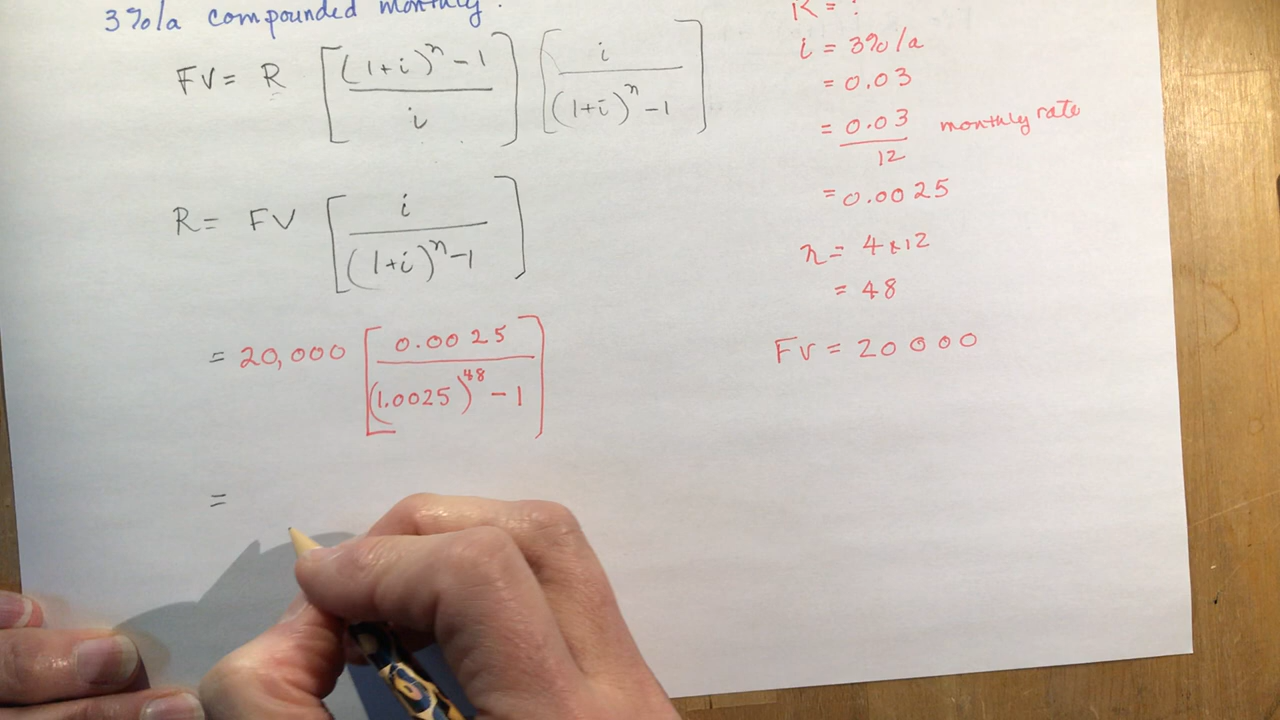 3%/a compounded monthly.
FV = R [((1+i)^n - 1)/i] [i/((1+i)^n - 1)]
R = FV [i/((1+i)^n - 1)]
= 20,000 [0.0025/((1.0025)^48 - 1)]
=
R = ?
i = 3%/a
= 0.03
= 0.03/12 monthly rate
= 0.0025
n = 4 x 12
= 48
FV = 20000